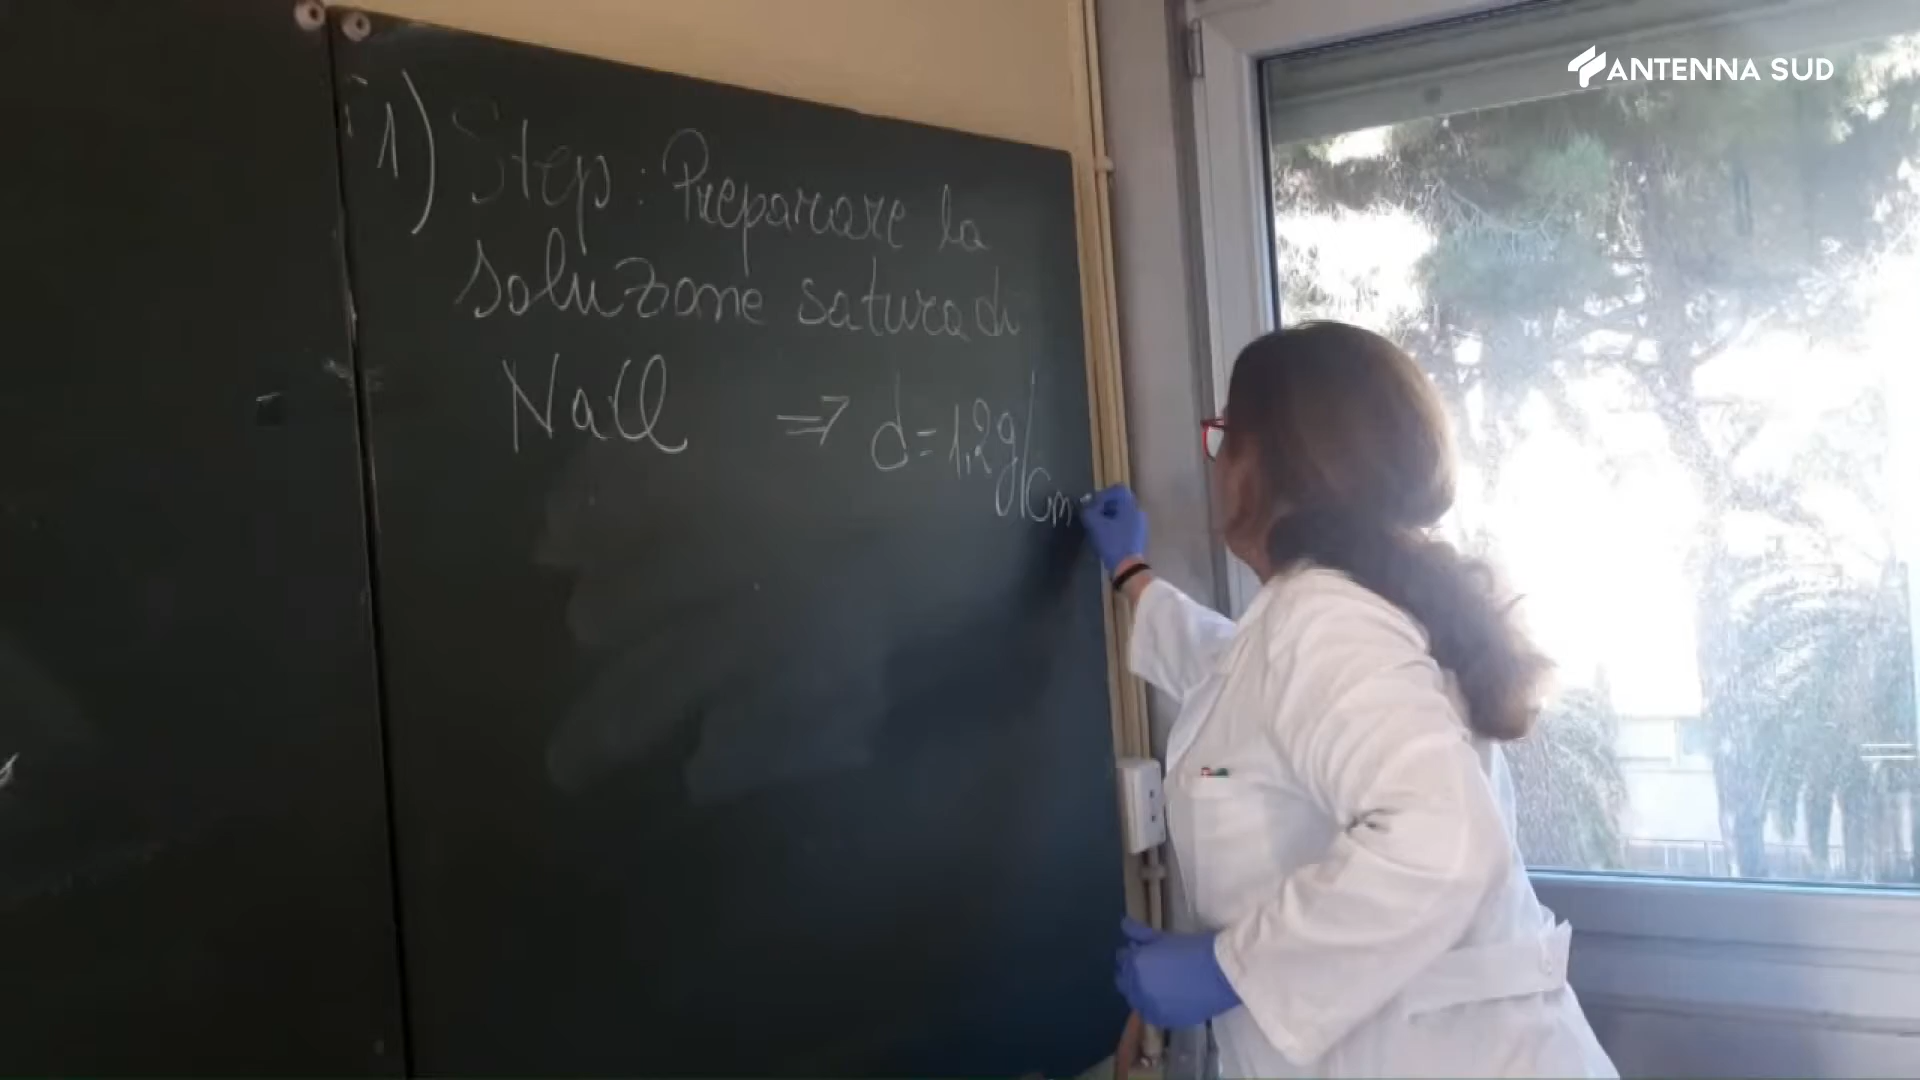 ANTENNA SUD
1) Step: Preparare la
soluzione satura di
NaCl => d=1,2g/cm